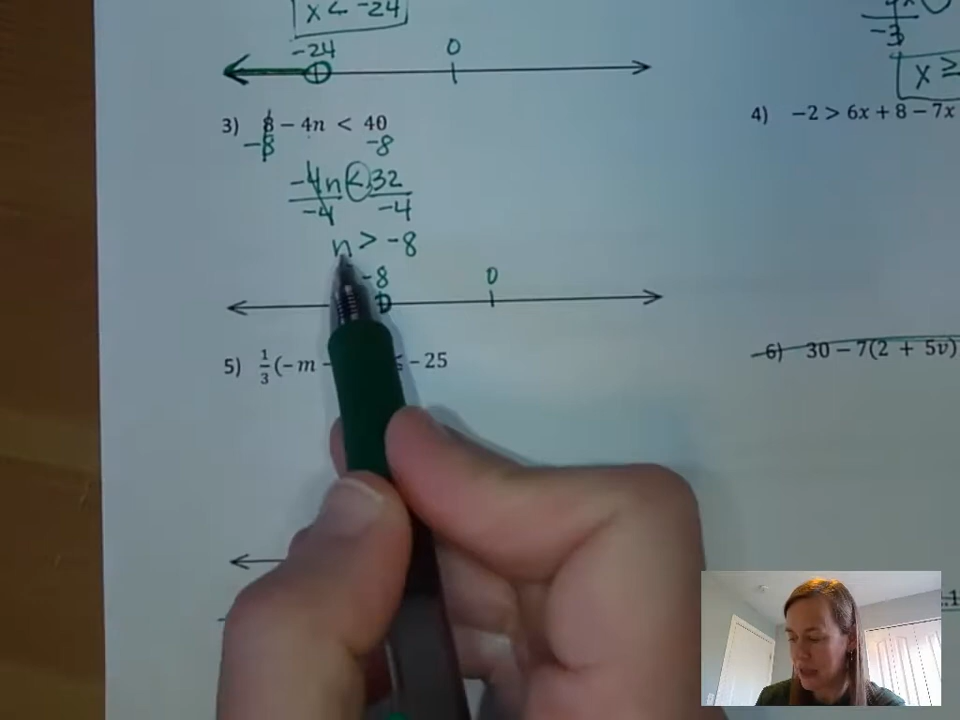 x < -24
-24 0
3) 8 - 4n < 40
-8 -8
-4n < 32
-4 -4
n > -8
-8 0
5) 1/3(-m - ≤ -25
-3
x ≥
4) -2 > 6x + 8 - 7x
6) 30 - 7(2 + 5v)